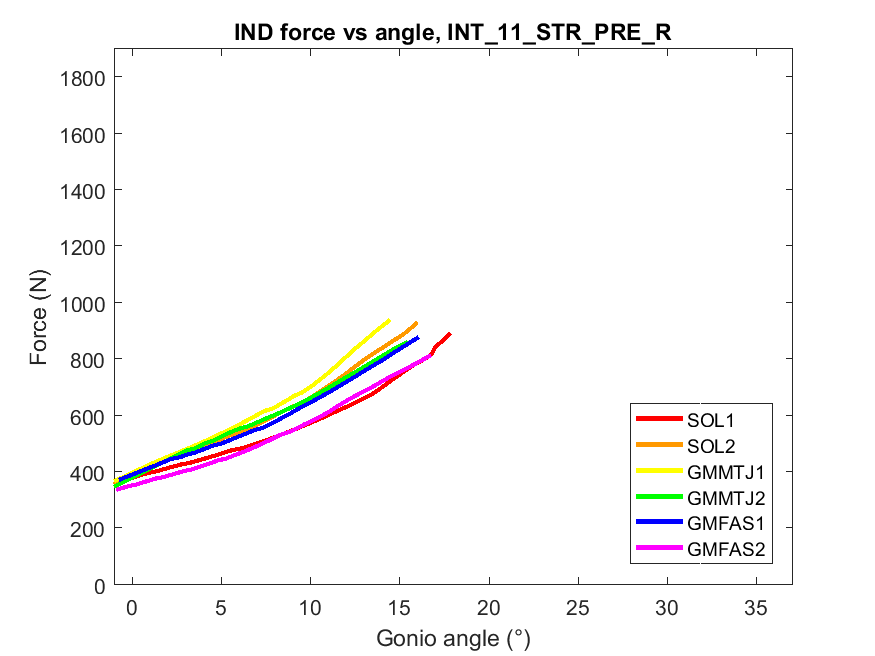 IND force vs angle, INT_11_STR_PRE_R
1800
1600
1400
1200
1000
800
600
400
200
0
Force (N)
0 5 10 15 20 25 30 35
Gonio angle (°)
SOL1
SOL2
GMMTJ1
GMMTJ2
GMFAS1
GMFAS2